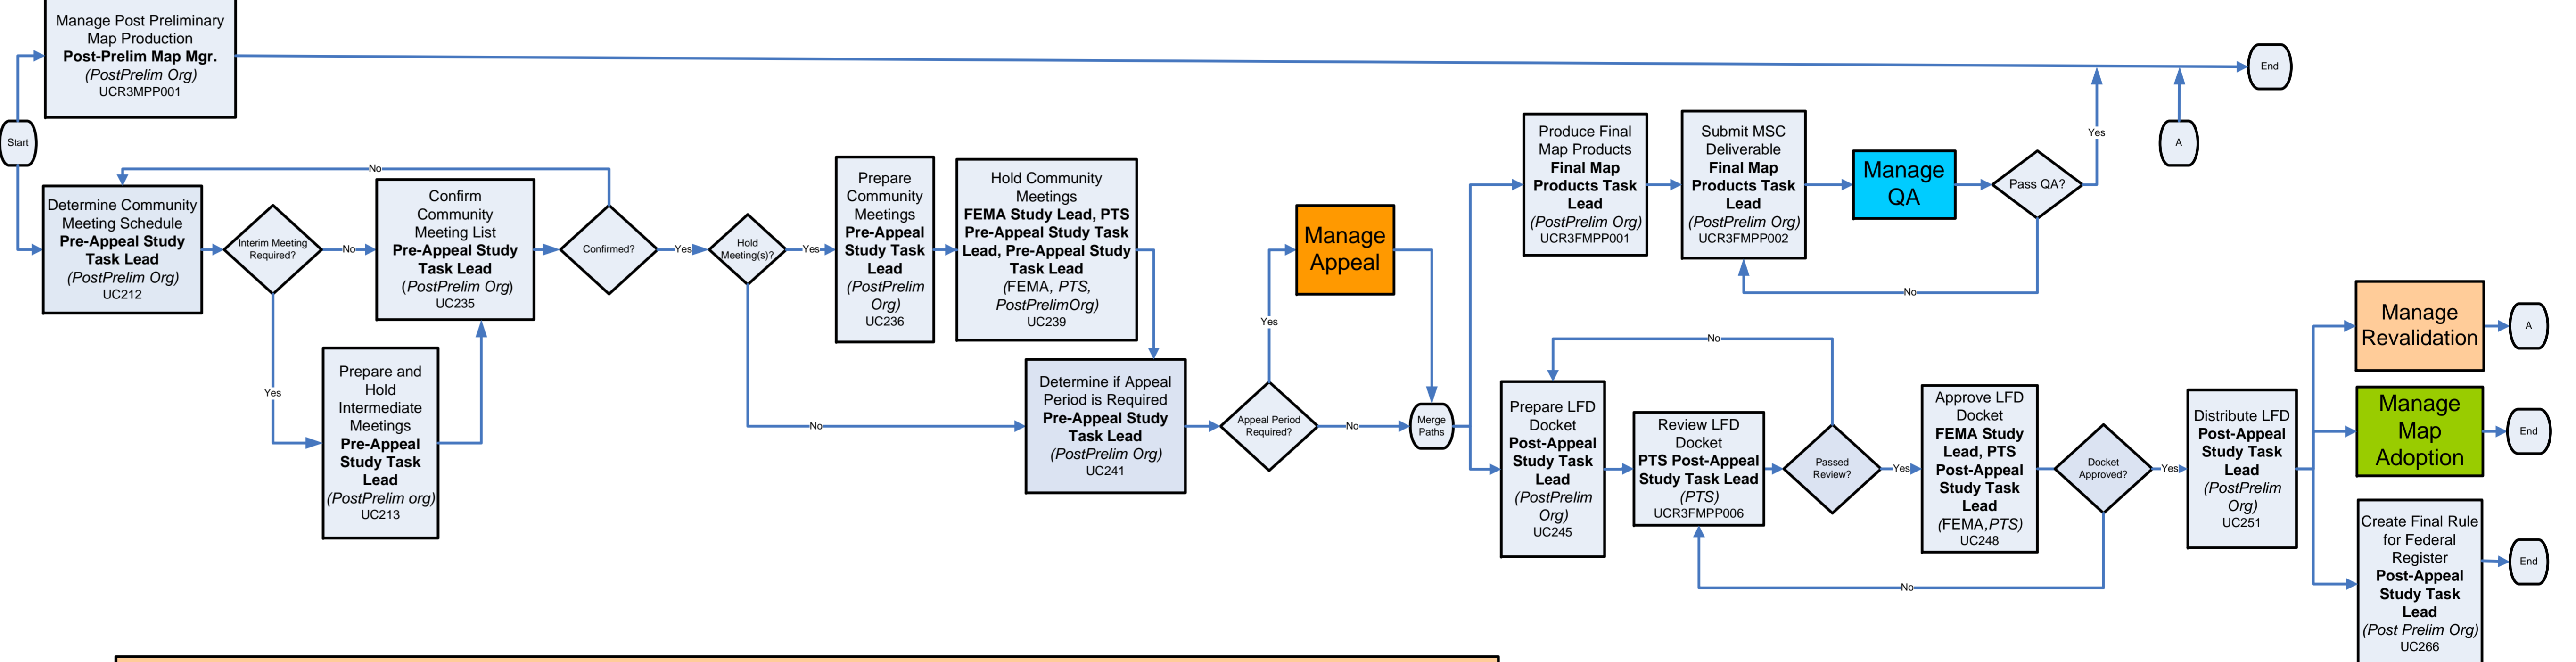 Manage Post Preliminary
Map Production
Post-Prelim Map Mgr.
(PostPrelim Org)
UCR3MPP001
End
Start
A
Yes
No
Determine Community
Meeting Schedule
Pre-Appeal Study
Task Lead
(PostPrelim Org)
UC212
Interim Meeting
Required?
No
Yes
Prepare and
Hold
Intermediate
Meetings
Pre-Appeal
Study Task
Lead
(PostPrelim org)
UC213
Confirm
Community
Meeting List
Pre-Appeal Study
Task Lead
(PostPrelim Org)
UC235
Confirmed?
Yes
Hold
Meeting(s)?
Yes
No
Prepare
Community
Meetings
Pre-Appeal
Study Task
Lead
(PostPrelim
Org)
UC236
Hold Community
Meetings
FEMA Study Lead, PTS
Pre-Appeal Study Task
Lead, Pre-Appeal Study
Task Lead
(FEMA, PTS,
PostPrelimOrg)
UC239
Determine if Appeal
Period is Required
Pre-Appeal Study
Task Lead
(PostPrelim Org)
UC241
Appeal Period
Required?
Yes
No
Manage
Appeal
Merge
Paths
Produce Final
Map Products
Final Map
Products Task
Lead
(PostPrelim Org)
UCR3FMPP001
Submit MSC
Deliverable
Final Map
Products Task
Lead
(PostPrelim Org)
UCR3FMPP002
Manage
QA
Pass QA?
No
No
Prepare LFD
Docket
Post-Appeal
Study Task
Lead
(PostPrelim
Org)
UC245
Review LFD
Docket
PTS Post-Appeal
Study Task Lead
(PTS)
UCR3FMPP006
Passed
Review?
Yes
Approve LFD
Docket
FEMA Study
Lead, PTS
Post-Appeal
Study Task
Lead
(FEMA,PTS)
UC248
Docket
Approved?
Yes
No
Distribute LFD
Post-Appeal
Study Task
Lead
(PostPrelim
Org)
UC251
Manage
Revalidation
A
Manage
Map
Adoption
End
Create Final Rule
for Federal
Register
Post-Appeal
Study Task
Lead
(Post Prelim Org)
UC266
End